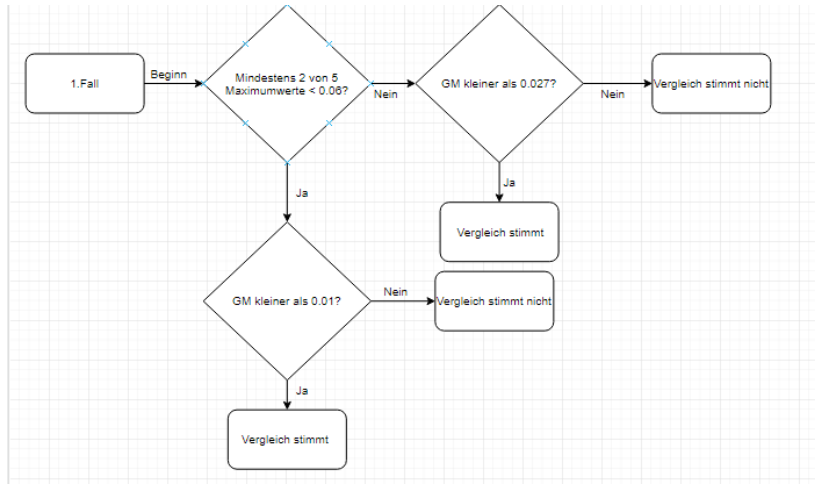 1.Fall
Beginn
Mindestens 2 von 5
Maximumwerte < 0.06?
Nein
GM kleiner als 0.027?
Nein
Vergleich stimmt nicht
Ja
Ja
Vergleich stimmt
GM kleiner als 0.01?
Nein
Vergleich stimmt nicht
Ja
Vergleich stimmt